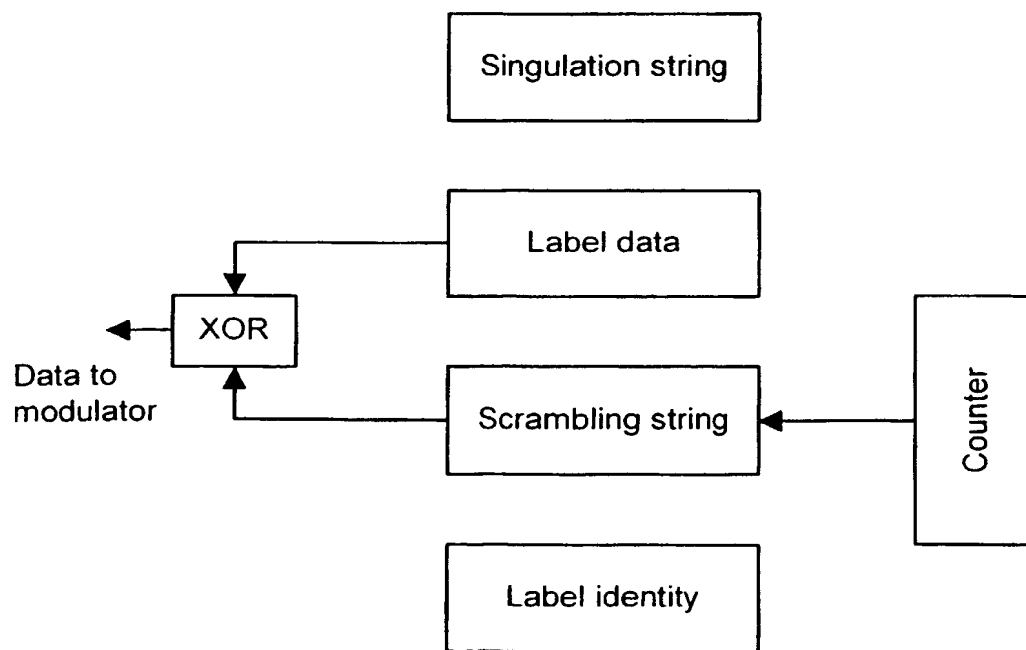 Singulation string
Label data
XOR
Data to
modulator
Scrambling string
Counter
Label identity